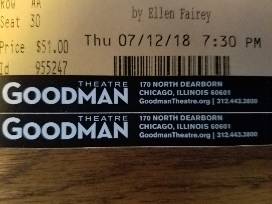 Row AA
Seat 30
by Ellen Fairey
Price $51.00
Thu 07/12/18 7:30 PM
Id 955247
THEATRE
GOODMAN
170 NORTH DEARBORN
CHICAGO, ILLINOIS 60601
GoodmanTheatre.org | 312.443.3800
THEATRE
GOODMAN
170 NORTH DEARBORN
CHICAGO, ILLINOIS 60601
GoodmanTheatre.org | 312.443.3800